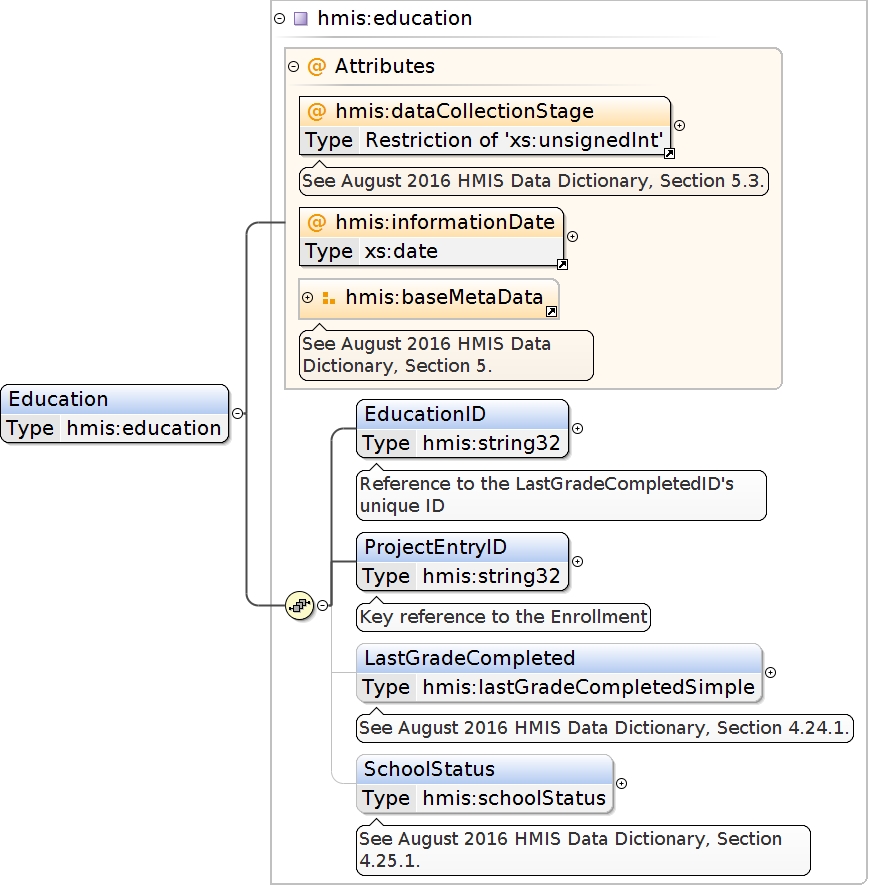 hmis:education
@ Attributes
@ hmis:dataCollectionStage
Type Restriction of 'xs:unsignedInt'
See August 2016 HMIS Data Dictionary, Section 5.3.
@ hmis:informationDate
Type xs:date
hmis:baseMetaData
See August 2016 HMIS Data
Dictionary, Section 5.
Education
Type hmis:education
EducationID
Type hmis:string32
Reference to the LastGradeCompletedID's
unique ID
ProjectEntryID
Type hmis:string32
Key reference to the Enrollment
LastGradeCompleted
Type hmis:lastGradeCompletedSimple
See August 2016 HMIS Data Dictionary, Section 4.24.1.
SchoolStatus
Type hmis:schoolStatus
See August 2016 HMIS Data Dictionary, Section
4.25.1.